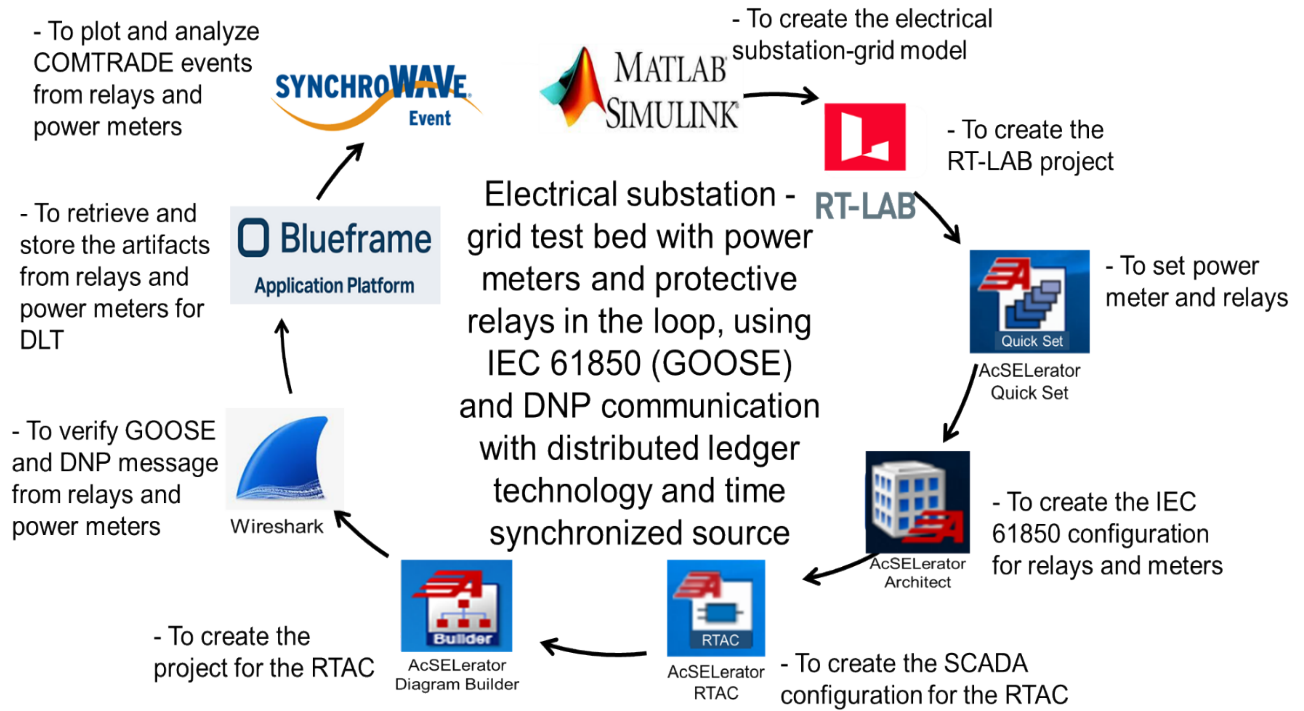 - To plot and analyze
COMTRADE events
from relays and
power meters
SYNCHROWAVE
Event
MATLAB
SIMULINK
- To create the electrical
substation-grid model
- To create the
RT-LAB project
RT-LAB
- To set power
meter and relays
Quick Set
AcSELerator
Quick Set
- To create the IEC
61850 configuration
for relays and meters
AcSELerator
Architect
- To create the SCADA
configuration for the RTAC
RTAC
AcSELerator
RTAC
- To create the
project for the RTAC
Builder
AcSELerator
Diagram Builder
- To verify GOOSE
and DNP message
from relays and
power meters
Wireshark
- To retrieve and
store the artifacts
from relays and
power meters for
DLT
Blueframe
Application Platform
Electrical substation -
grid test bed with power
meters and protective
relays in the loop, using
IEC 61850 (GOOSE)
and DNP communication
with distributed ledger
technology and time
synchronized source